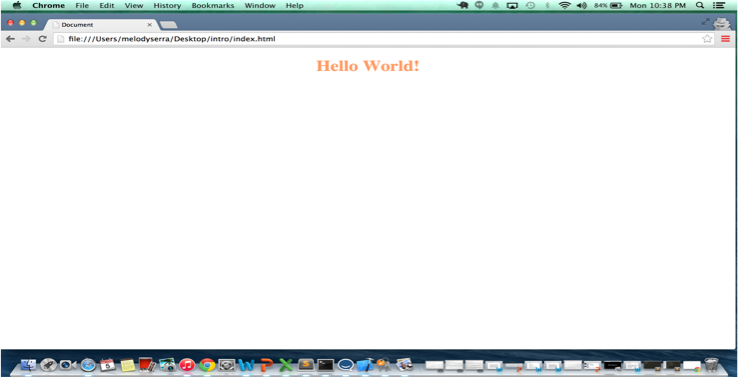 Chrome File Edit View History Bookmarks Window Help 84% Mon 10:38 PM
Document
file:///Users/melodyserra/Desktop/intro/index.html
Hello World!
5